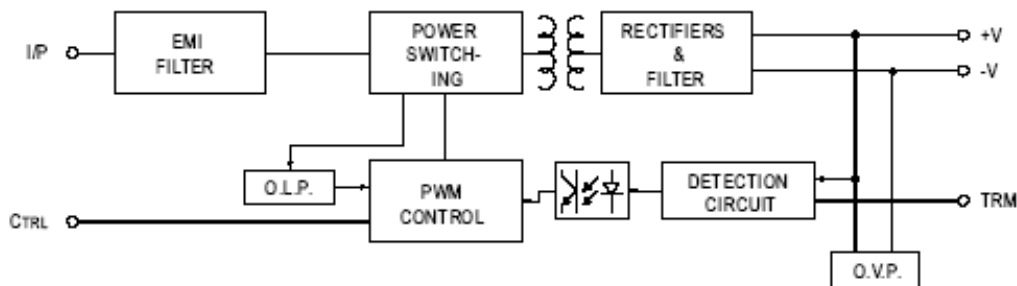 I/P
EMI
FILTER
POWER
SWITCH-
ING
RECTIFIERS
&
FILTER
+V
-V
O.L.P.
PWM
CONTROL
DETECTION
CIRCUIT
CTRL
TRM
O.V.P.